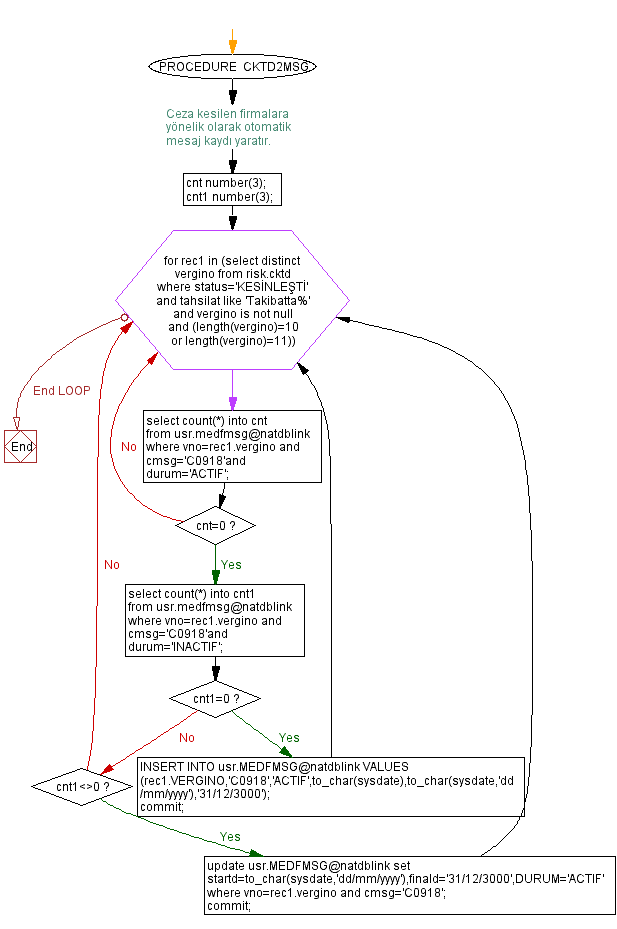 PROCEDURE CKTD2MSG
Ceza kesilen firmalara
yönelik olarak otomatik
mesaj kaydı yaratır.
cnt number(3);
cnt1 number(3);
for rec1 in (select distinct
vergino from risk.cktd
where status='KESİNLEŞTİ'
and tahsilat like 'Takibatta%'
and vergino is not null
and (length(vergino)=10
or length(vergino)=11))
End LOOP
End
select count(*) into cnt
from usr.medfmsg@natdblink
where vno=rec1.vergino and
cmsg='C0918'and
durum='ACTIF';
No
cnt=0 ?
Yes
No
select count(*) into cnt1
from usr.medfmsg@natdblink
where vno=rec1.vergino and
cmsg='C0918'and
durum='INACTIF';
cnt1=0 ?
No
Yes
cnt1<>0 ?
INSERT INTO usr.MEDFMSG@natdblink VALUES
(rec1.VERGINO,'C0918','ACTIF',to_char(sysdate),to_char(sysdate,'dd
/mm/yyyy'),'31/12/3000');
commit;
Yes
update usr.MEDFMSG@natdblink set
startd=to_char(sysdate,'dd/mm/yyyy'),finald='31/12/3000',DURUM='ACTIF'
where vno=rec1.vergino and cmsg='C0918';
commit;